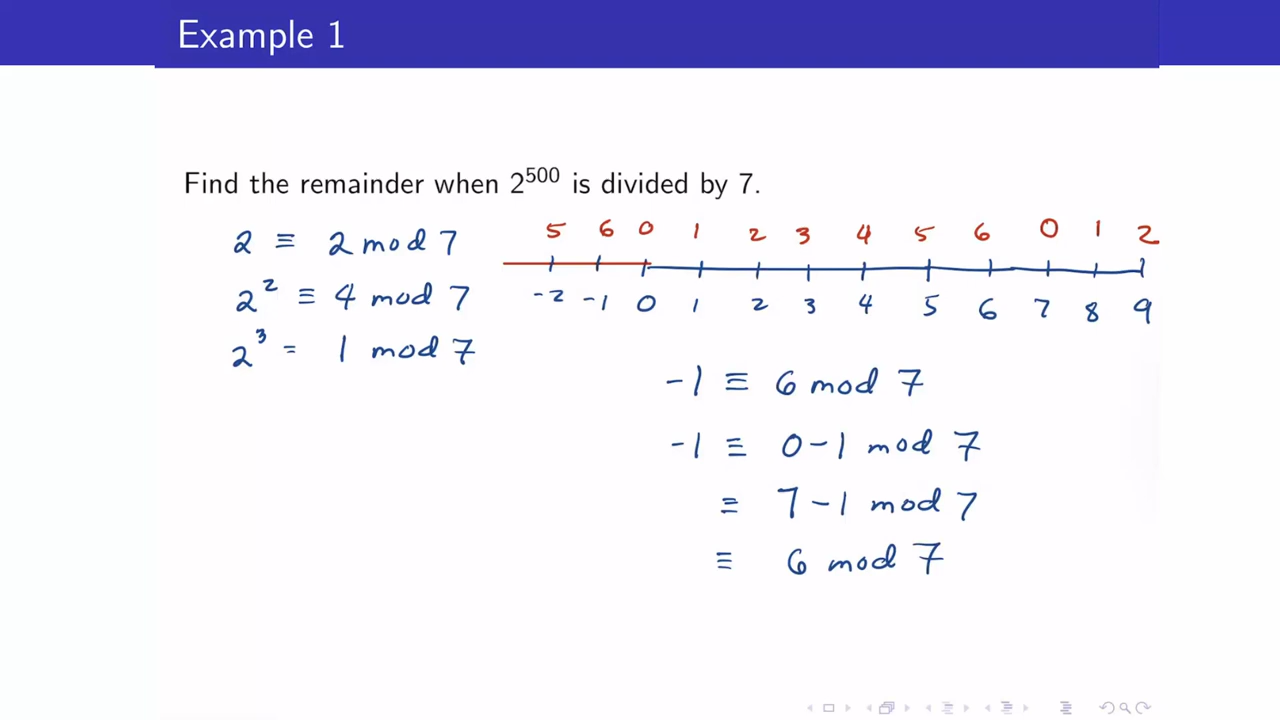 Example 1
Find the remainder when 2^500 is divided by 7.
2 ≡ 2 mod 7
2^2 ≡ 4 mod 7
2^3 = 1 mod 7
5 6 0 1 2 3 4 5 6 0 1 2
-2 -1 0 1 2 3 4 5 6 7 8 9
-1 ≡ 6 mod 7
-1 ≡ 0-1 mod 7
≡ 7-1 mod 7
≡ 6 mod 7